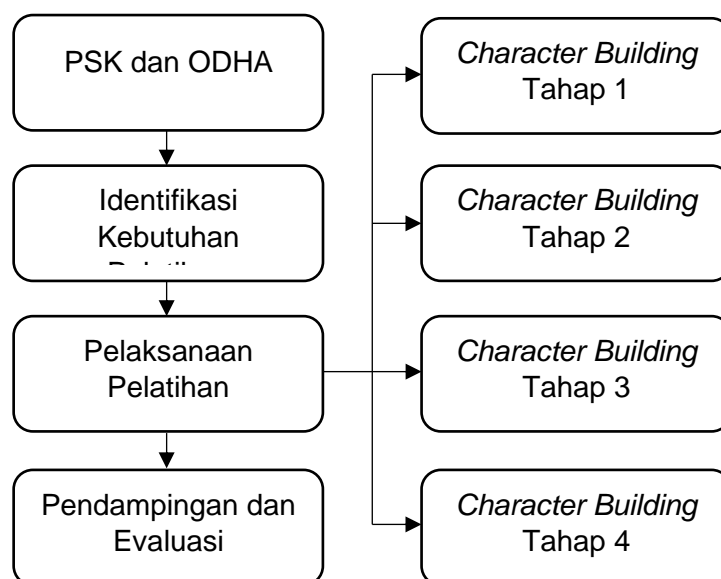 PSK dan ODHA
Identifikasi
Kebutuhan
Pelaksanaan
Pelatihan
Pendampingan dan
Evaluasi
Character Building
Tahap 1
Character Building
Tahap 2
Character Building
Tahap 3
Character Building
Tahap 4